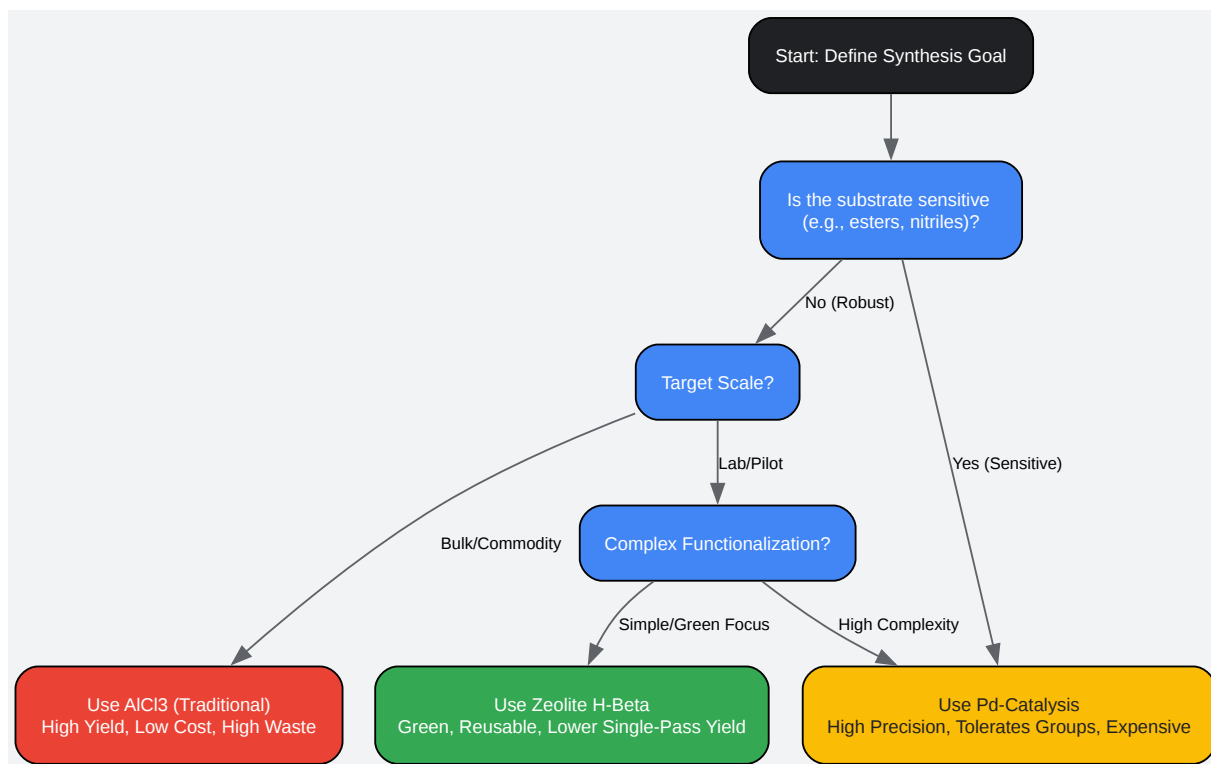 Start: Define Synthesis Goal
Is the substrate sensitive
(e.g., esters, nitriles)?
No (Robust)
Target Scale?
Lab/Pilot
Yes (Sensitive)
Bulk/Commodity
Complex Functionalization?
Simple/Green Focus
High Complexity
Use AlCl3 (Traditional)
High Yield, Low Cost, High Waste
Use Zeolite H-Beta
Green, Reusable, Lower Single-Pass Yield
Use Pd-Catalysis
High Precision, Tolerates Groups, Expensive